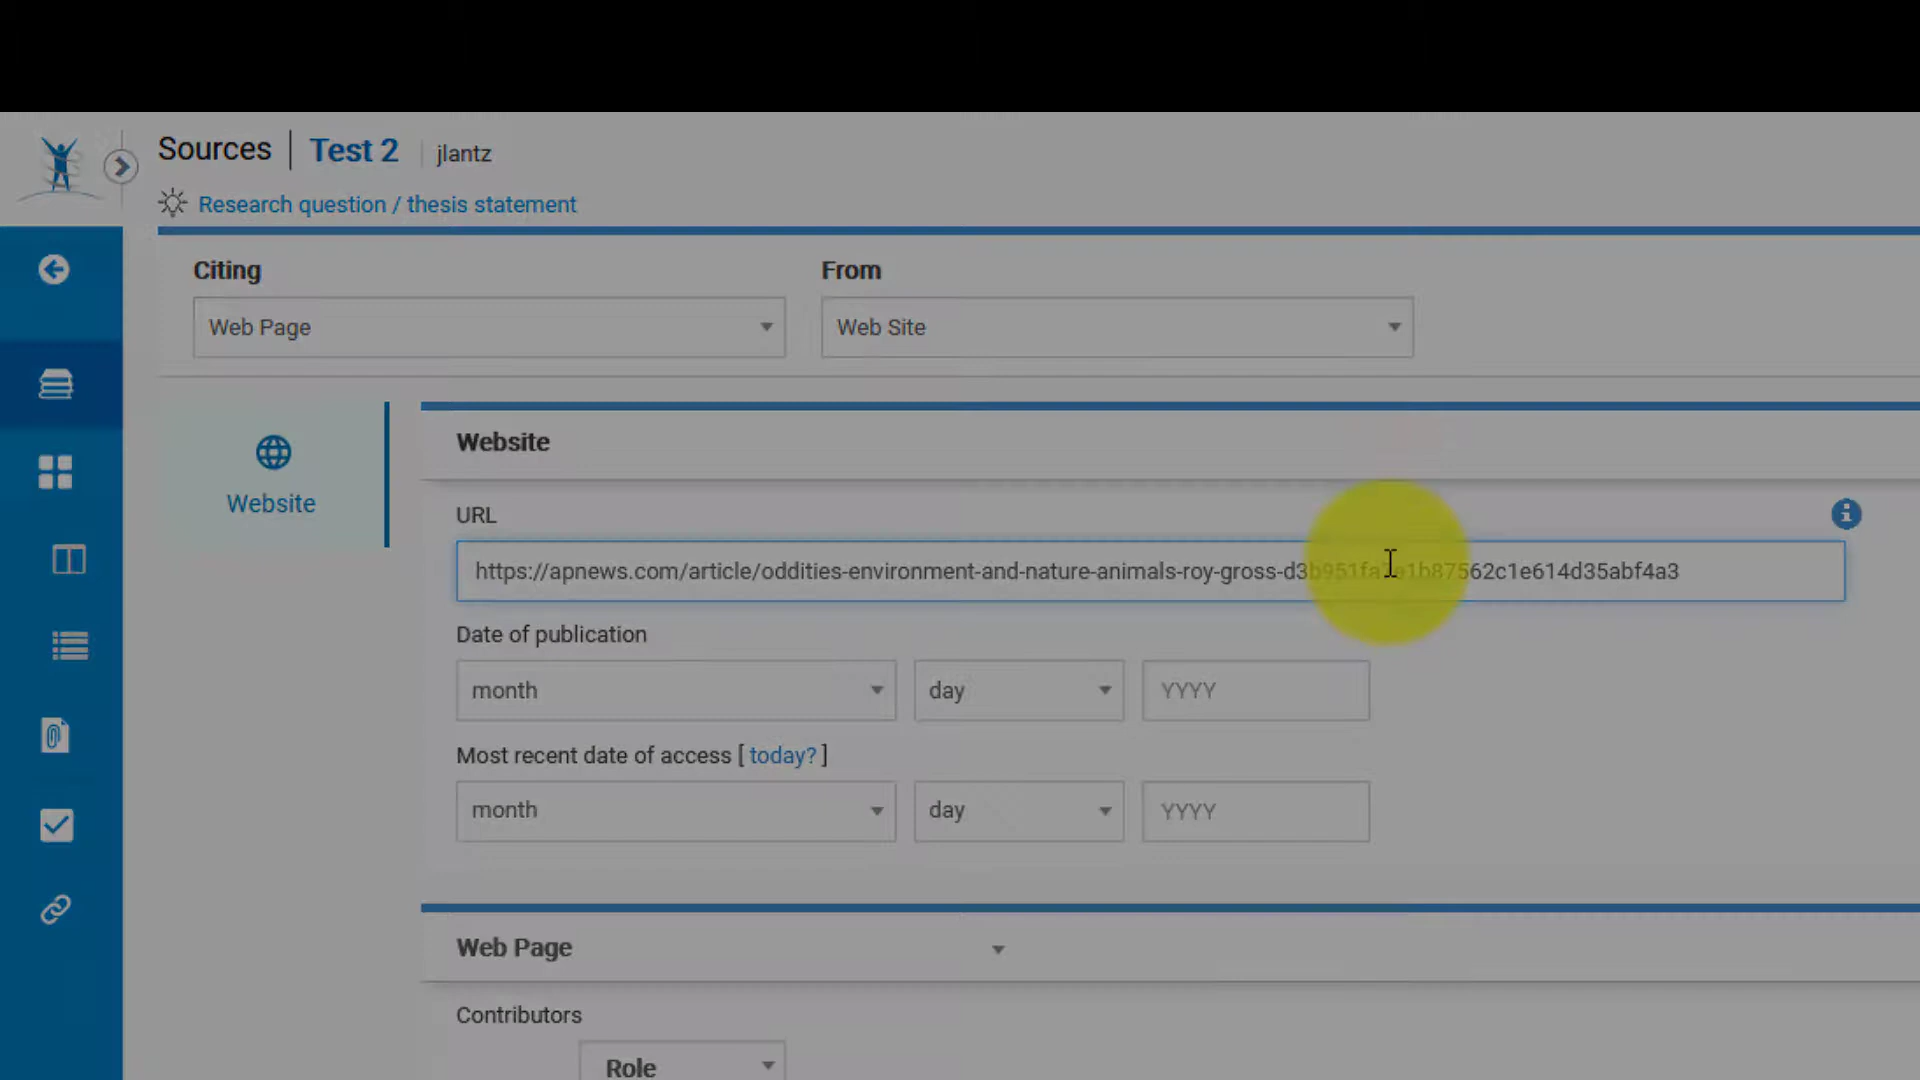 Sources | Test 2 | jlantz
Research question / thesis statement
Citing
From
Web Page
Web Site
Website
Website
URL
https://apnews.com/article/oddities-environment-and-nature-animals-roy-gross-
Date of publication
month
day
YYYY
Most recent date of access [ today? ]
month
day
YYYY
Web Page
Contributors
Role